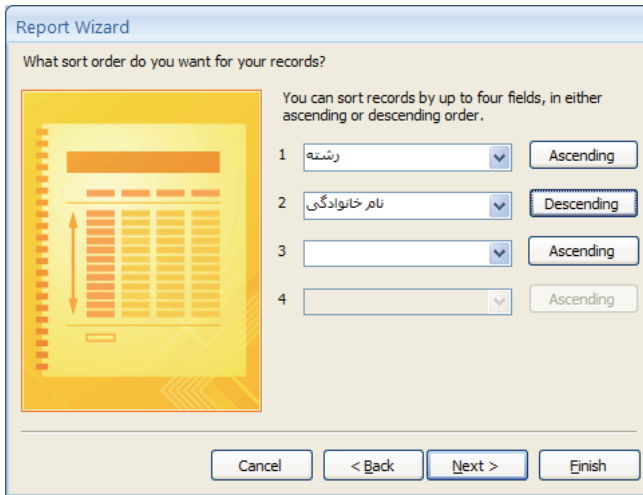 Report Wizard
What sort order do you want for your records?
You can sort records by up to four fields, in either
ascending or descending order.
1 رشته Ascending
2 نام خانوادگی Descending
3 Ascending
4 Ascending
Cancel < Back Next > Finish